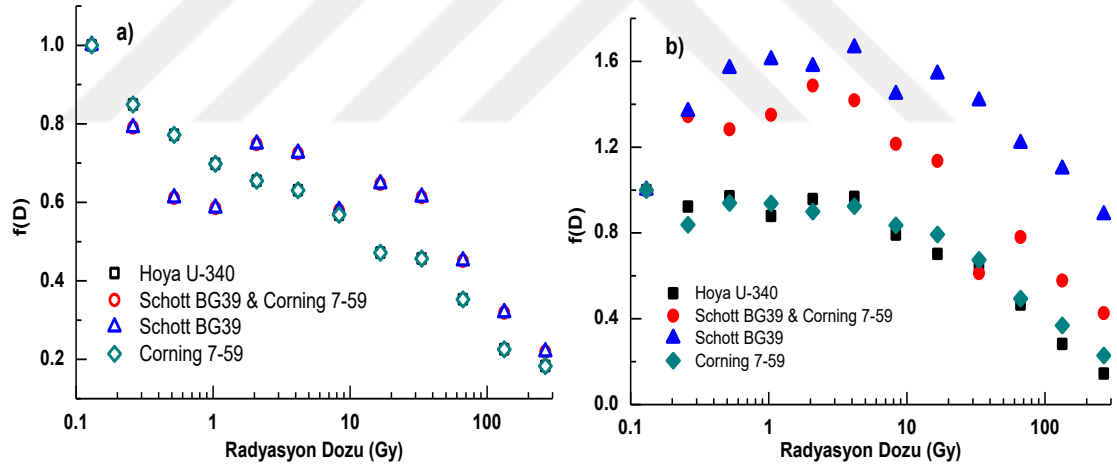 a)
1.0
0.8
0.6
0.4
0.2
f(D)
Hoya U-340
Schott BG39 & Corning 7-59
Schott BG39
Corning 7-59
0.1
1
10
100
Radyasyon Dozu (Gy)
b)
1.6
1.2
0.8
0.4
0.0
f(D)
Hoya U-340
Schott BG39 & Corning 7-59
Schott BG39
Corning 7-59
0.1
1
10
100
Radyasyon Dozu (Gy)